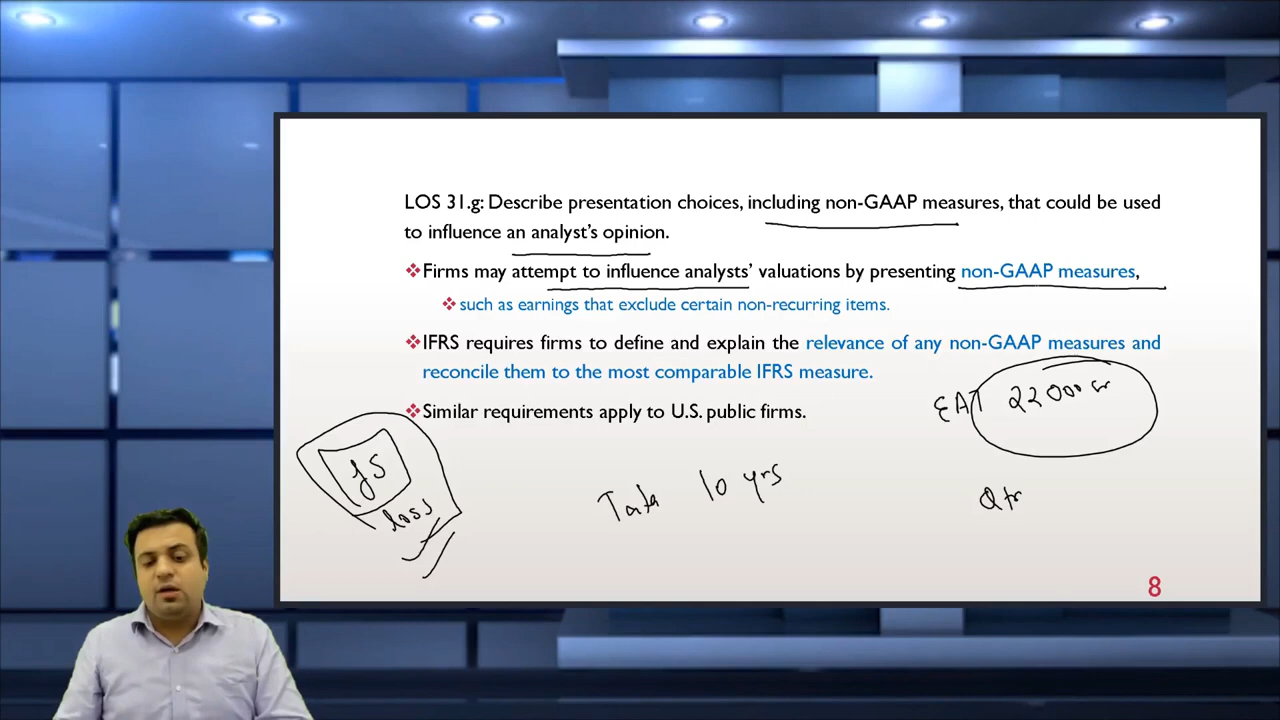 LOS 31.g: Describe presentation choices, including non-GAAP measures, that could be used
to influence an analyst's opinion.
❖Firms may attempt to influence analysts' valuations by presenting non-GAAP measures,
❖such as earnings that exclude certain non-recurring items.
❖IFRS requires firms to define and explain the relevance of any non-GAAP measures and
reconcile them to the most comparable IFRS measure.
❖Similar requirements apply to U.S. public firms.
EAT 22000 cr
loss
Tata 10 yrs
Qtr
8